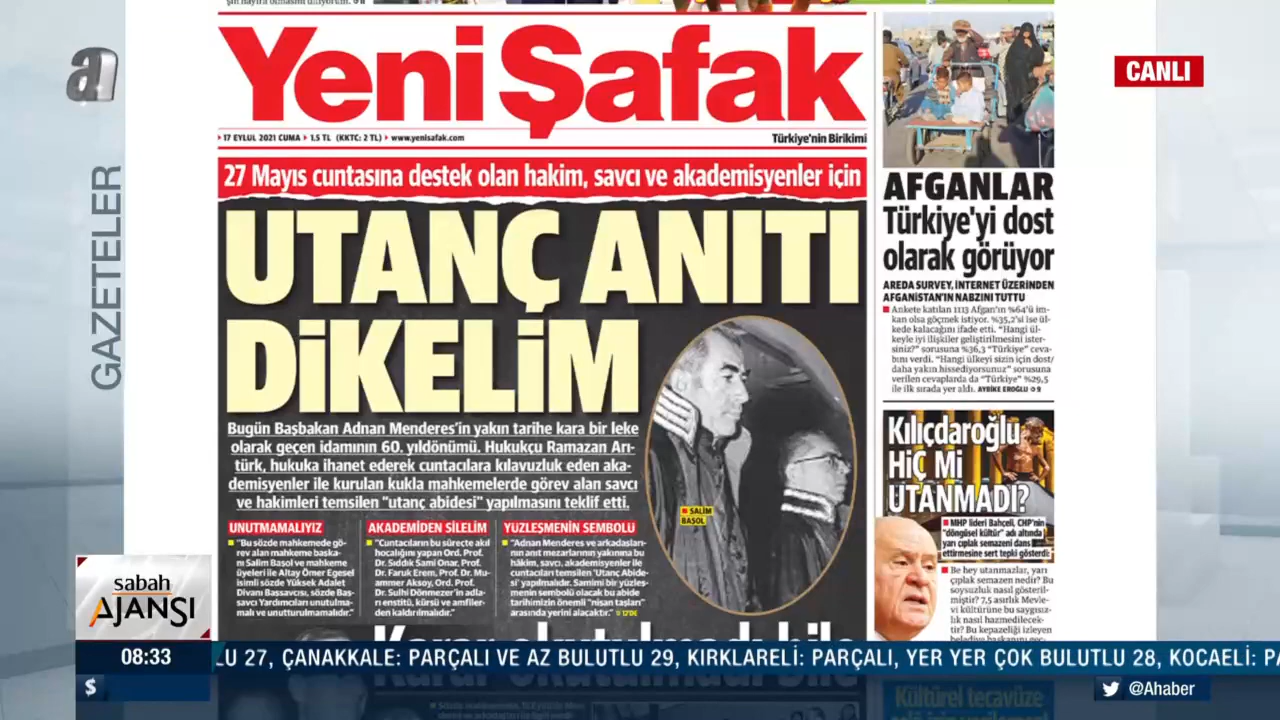 a
CANLI
GAZETELER
Yeni Şafak
17 EYLUL 2021 CUMA 1.5 TL (KKTC: 2 TL) www.yenisafak.com
Türkiye'nin Birikimi
27 Mayıs cuntasına destek olan hakim, savcı ve akademisyenler için
UTANÇ ANITI
DİKELİM
Bugün Başbakan Adnan Menderes'in yakın tarihe kara bir leke
olarak geçen idamının 60. yıldönümü. Hukukçu Ramazan Arı-
türk, hukuka ihanet ederek cuntacılara kılavuzluk eden aka-
demisyenler ile kurulan kukla mahkemelerde görev alan savcı
ve hakimleri temsilen "utanç abidesi" yapılmasını teklif etti.
SALİM
BAŞOL
UNUTMAMALIYIZ
"Bu sözde mahkemede gö-
rev alan mahkeme başka-
nı Salim Başol ve mahkeme
üyeleri ile Altay Ömer Egesel
isimli sözde Yüksek Adalet
Divanı Başsavcısı, sözde Baş-
savcı Yardımcıları unutulma-
malı ve unutturulmamalıdır."
AKADEMİDEN SİLELİM
"Cuntacıların bu süreçte akıl
hocalığını yapan Ord. Prof.
Dr. Sıddık Sami Onar, Prof.
Dr. Faruk Erem, Prof. Dr. Mu-
ammer Aksoy, Ord. Prof.
Dr. Sulhi Dönmezer'in adla-
rı enstitü, kürsü ve amfiler-
den kaldırılmalıdır."
YÜZLEŞMENİN SEMBOLÜ
"Adnan Menderes ve arkadaşları-
nın anıt mezarlarının yakınına bu
hâkim, savcı, akademisyenler ile
cuntacıları temsilen 'Utanç Abide-
si' yapılmalıdır. Samimi bir yüzleş-
menin sembolü olacak bu abide
tarihimizin önemli "nişan taşları"
arasında yerini alacaktır."
AFGANLAR
Türkiye'yi dost
olarak görüyor
AREDA SURVEY, İNTERNET ÜZERİNDEN
AFGANİSTAN'IN NABZINI TUTTU
Ankete katılan 1113 Afgan'ın %64'ü im-
kan olsa göçmek istiyor. %35,2'si ise ül-
kede kalacağını ifade etti. "Hangi ül-
keyle iyi ilişkiler geliştirilmesini ister-
siniz?" sorusuna %36,3 "Türkiye" ceva-
bını verdi. "Hangi ülkeyi sizin için dost/
daha yakın hissediyorsunuz" sorusuna
verilen cevaplarda da "Türkiye" %29,5
ile ilk sırada yer aldı. AYBİKE EROĞLU 9
Kılıçdaroğlu
HİÇ Mİ
UTANMADI?
MHP lideri Bahçeli, CHP'nin
"döngüsel kültür" adı altında
yarı çıplak semazeni dans
ettirmesine sert tepki gösterdi:
Be hey utanmazlar, yarı
çıplak semazen nedir? Bu
soysuzluk nasıl gösterilmiş-
miştir? 7,5 asırlık Mevle-
vi kültürüne bu saygısız-
lık nasıl hazmedilecek-
tir? Bu kepazeliği izleyen
sabah
AJANSI
08:33
LU 27, ÇANAKKALE: PARÇALI VE AZ BULUTLU 29, KIRKLARELİ: PARÇALI, YER YER ÇOK BULUTLU 28, KOCAELİ: PA
$
@Ahaber
Kültürel tecavüze